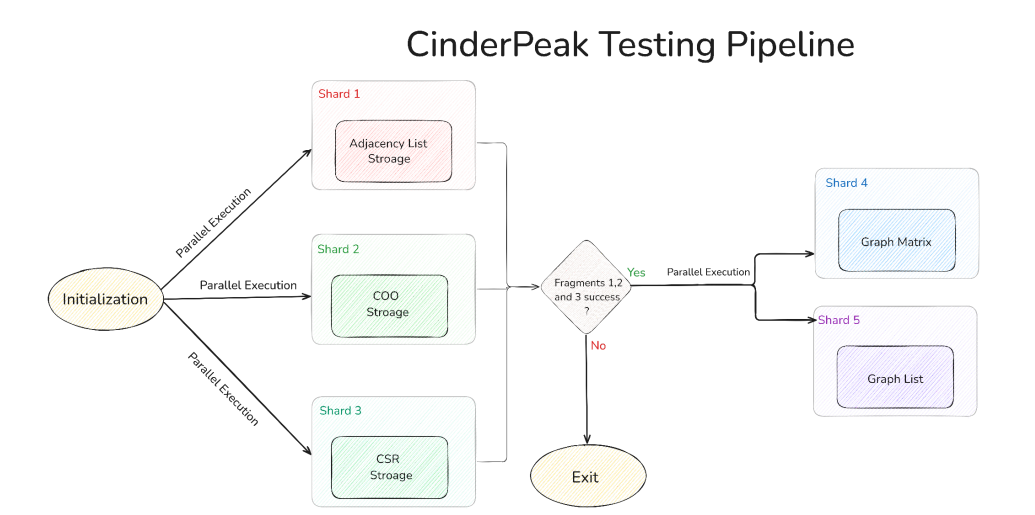 CinderPeak Testing Pipeline
Shard 1
Adjacency List
Stroage
Parallel Execution
Shard 2
COO
Stroage
Parallel Execution
Initialization
Parallel Execution
Shard 3
CSR
Stroage
Fragments 1,2
and 3 success
?
Yes
No
Exit
Parallel Execution
Shard 4
Graph Matrix
Shard 5
Graph List